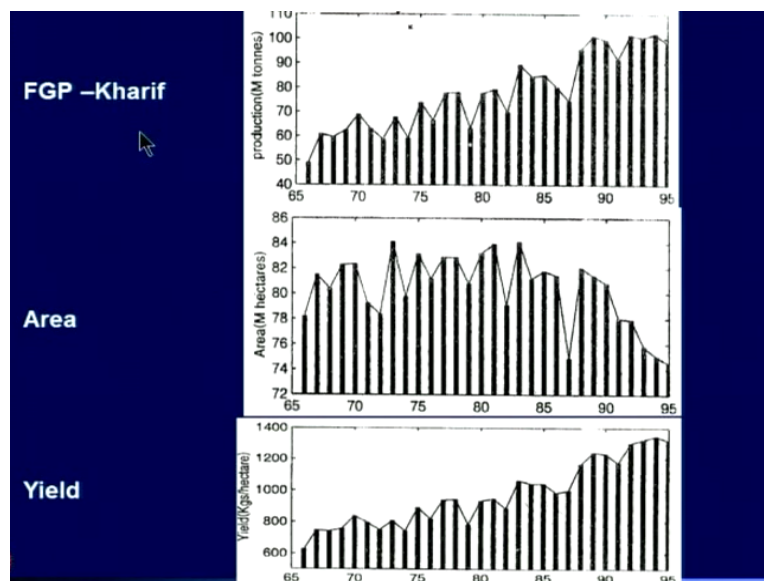 FGP –Kharif
production(M tonnes)
110
100
90
80
70
60
50
40
65 70 75 80 85 90 95
Area
Area(M hectares)
86
84
82
80
78
76
74
72
65 70 75 80 85 90 95
Yield
Yield(Kgs/hectare)
1400
1200
1000
800
600
65 70 75 80 85 90 95